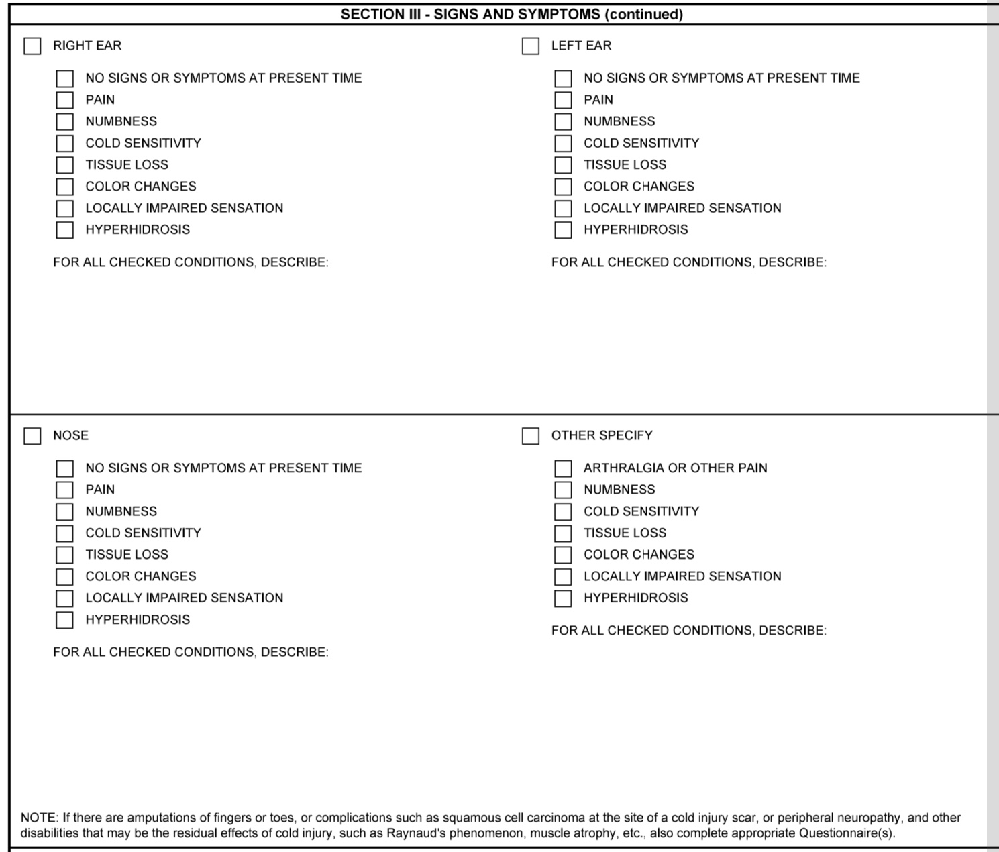 SECTION III - SIGNS AND SYMPTOMS (continued)
RIGHT EAR
NO SIGNS OR SYMPTOMS AT PRESENT TIME
PAIN
NUMBNESS
COLD SENSITIVITY
TISSUE LOSS
COLOR CHANGES
LOCALLY IMPAIRED SENSATION
HYPERHIDROSIS
FOR ALL CHECKED CONDITIONS, DESCRIBE:
LEFT EAR
NO SIGNS OR SYMPTOMS AT PRESENT TIME
PAIN
NUMBNESS
COLD SENSITIVITY
TISSUE LOSS
COLOR CHANGES
LOCALLY IMPAIRED SENSATION
HYPERHIDROSIS
FOR ALL CHECKED CONDITIONS, DESCRIBE:
NOSE
NO SIGNS OR SYMPTOMS AT PRESENT TIME
PAIN
NUMBNESS
COLD SENSITIVITY
TISSUE LOSS
COLOR CHANGES
LOCALLY IMPAIRED SENSATION
HYPERHIDROSIS
FOR ALL CHECKED CONDITIONS, DESCRIBE:
OTHER SPECIFY
ARTHRALGIA OR OTHER PAIN
NUMBNESS
COLD SENSITIVITY
TISSUE LOSS
COLOR CHANGES
LOCALLY IMPAIRED SENSATION
HYPERHIDROSIS
FOR ALL CHECKED CONDITIONS, DESCRIBE:
NOTE: If there are amputations of fingers or toes, or complications such as squamous cell carcinoma at the site of a cold injury scar, or peripheral neuropathy, and other
disabilities that may be the residual effects of cold injury, such as Raynaud's phenomenon, muscle atrophy, etc., also complete appropriate Questionnaire(s).